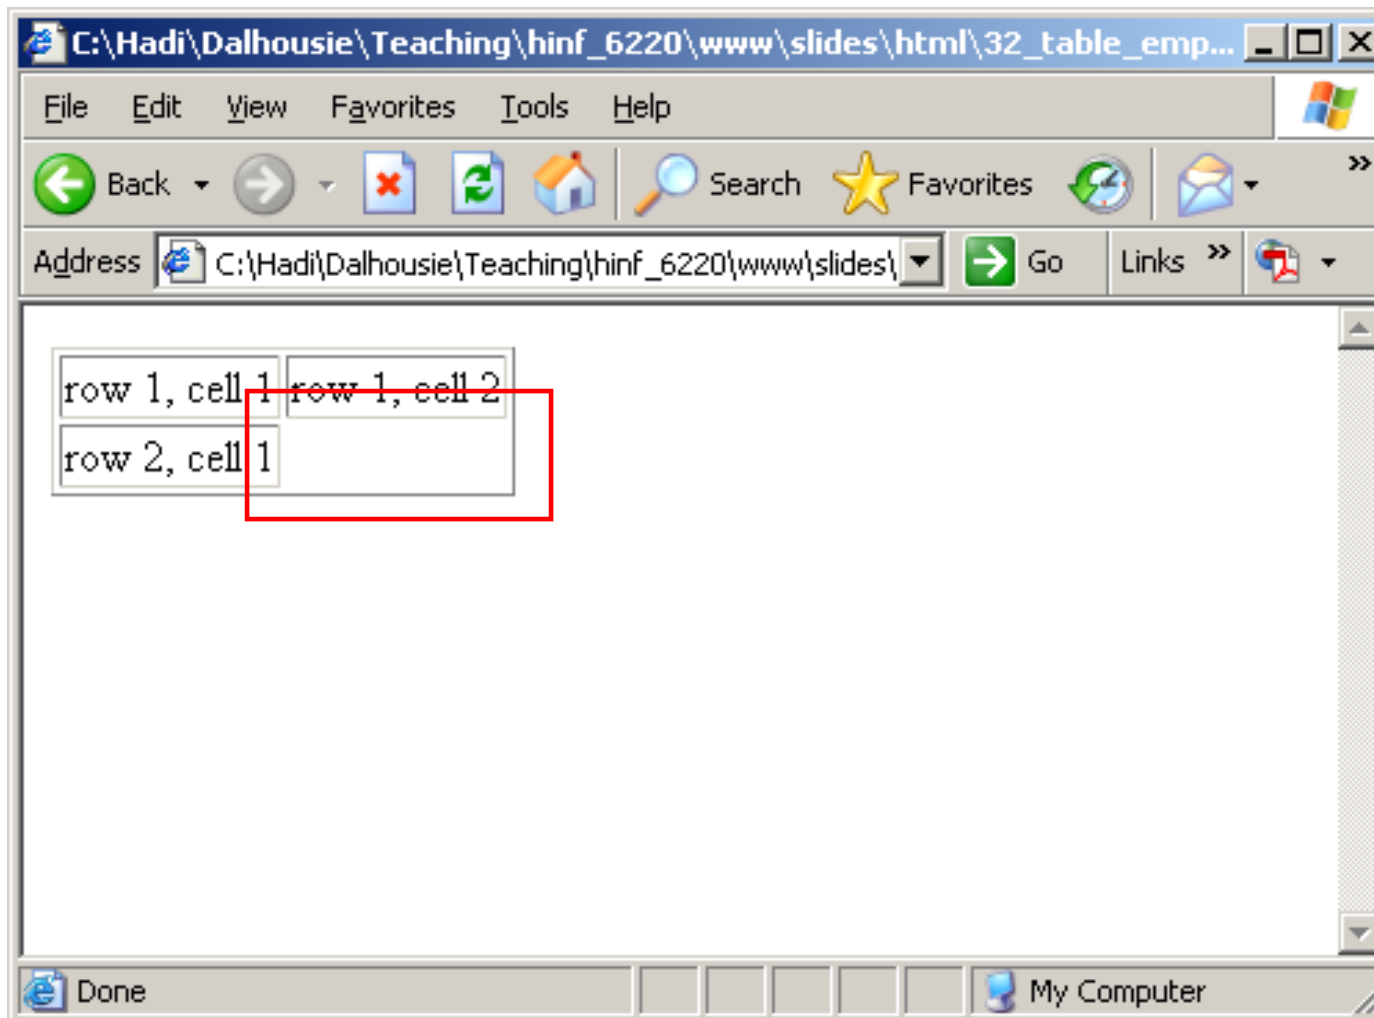 C:\Hadi\Dalhousie\Teaching\hinf_6220\www\slides\html\32_table_emp...
File Edit View Favorites Tools Help
Back Search Favorites »
Address C:\Hadi\Dalhousie\Teaching\hinf_6220\www\slides\ Go Links »
row 1, cell 1 row 1, cell 2
row 2, cell 1
Done My Computer